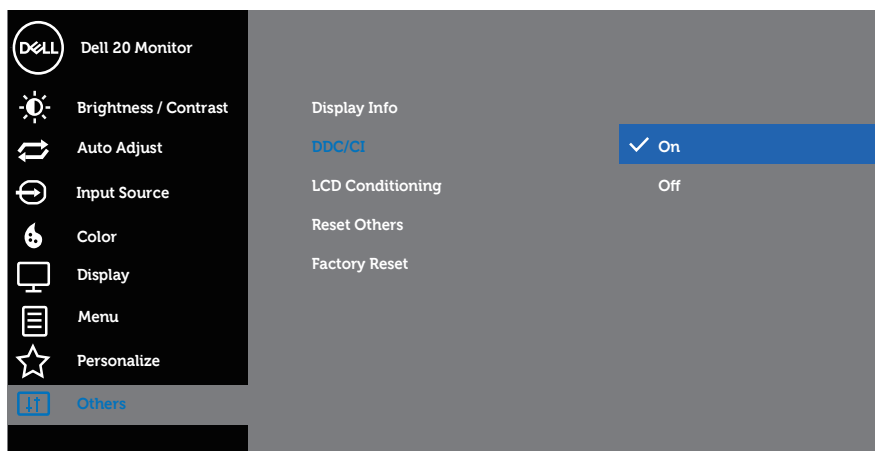 DELL
Dell 20 Monitor
Brightness / Contrast
Auto Adjust
Input Source
Color
Display
Menu
Personalize
Others
Display Info
DDC/CI
LCD Conditioning
Reset Others
Factory Reset
On
Off